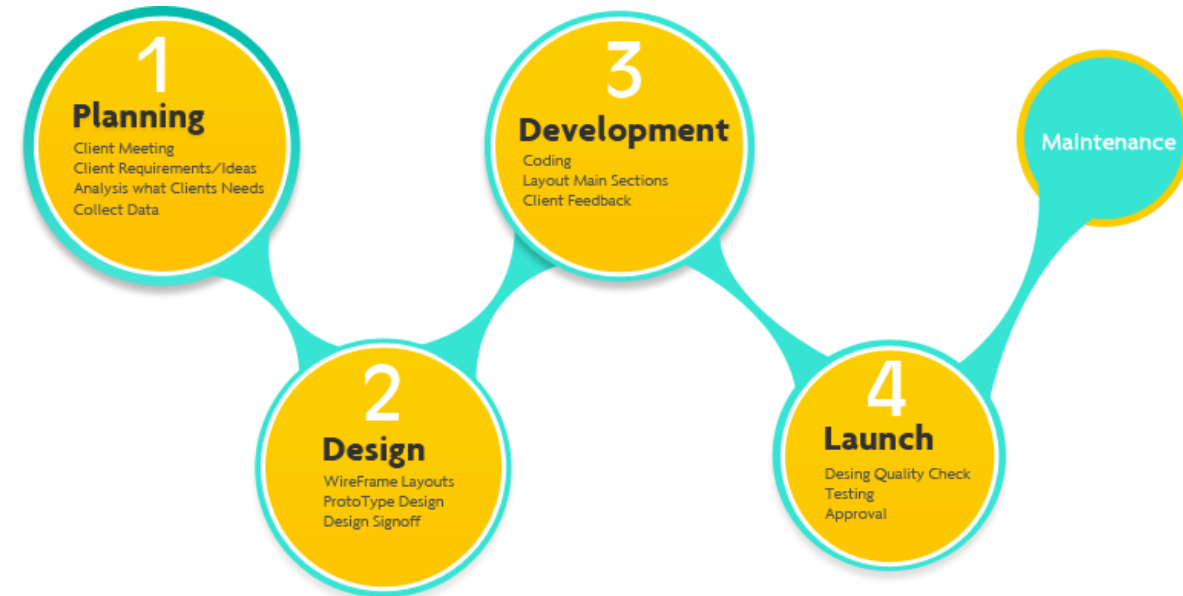 1
Planning
Client Meeting
Client Requirements/Ideas
Analysis what Clients Needs
Collect Data
2
Design
WireFrame Layouts
ProtoType Design
Design Signoff
3
Development
Coding
Layout Main Sections
Client Feedback
4
Launch
Desing Quality Check
Testing
Approval
Maintenance